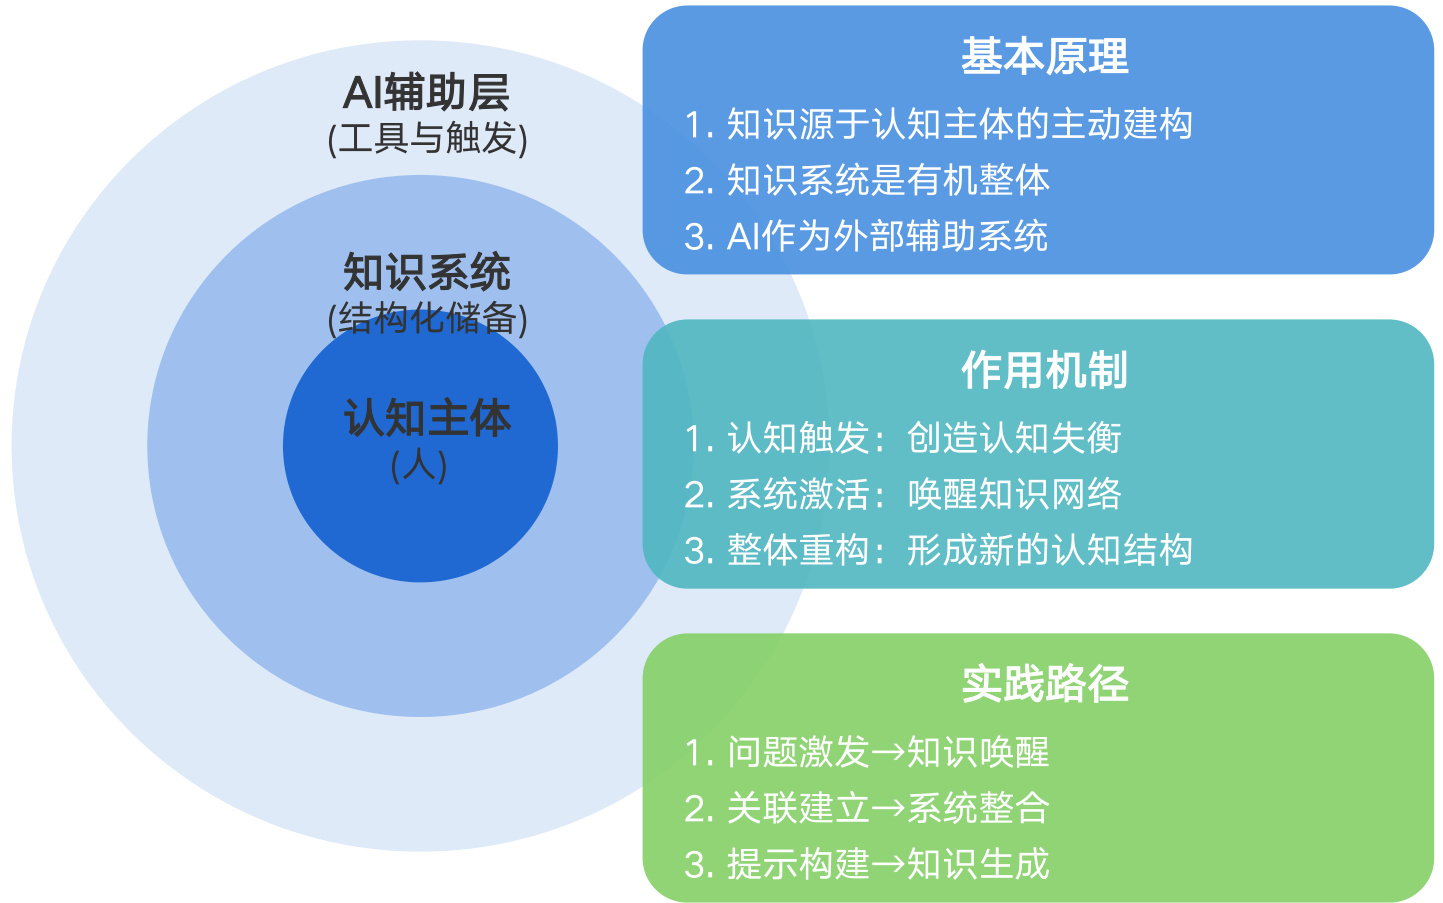 AI辅助层
(工具与触发)
知识系统
(结构化储备)
认知主体
(人)
基本原理
1. 知识源于认知主体的主动建构
2. 知识系统是有机整体
3. AI作为外部辅助系统
作用机制
1. 认知触发：创造认知失衡
2. 系统激活：唤醒知识网络
3. 整体重构：形成新的认知结构
实践路径
1. 问题激发→知识唤醒
2. 关联建立→系统整合
3. 提示构建→知识生成